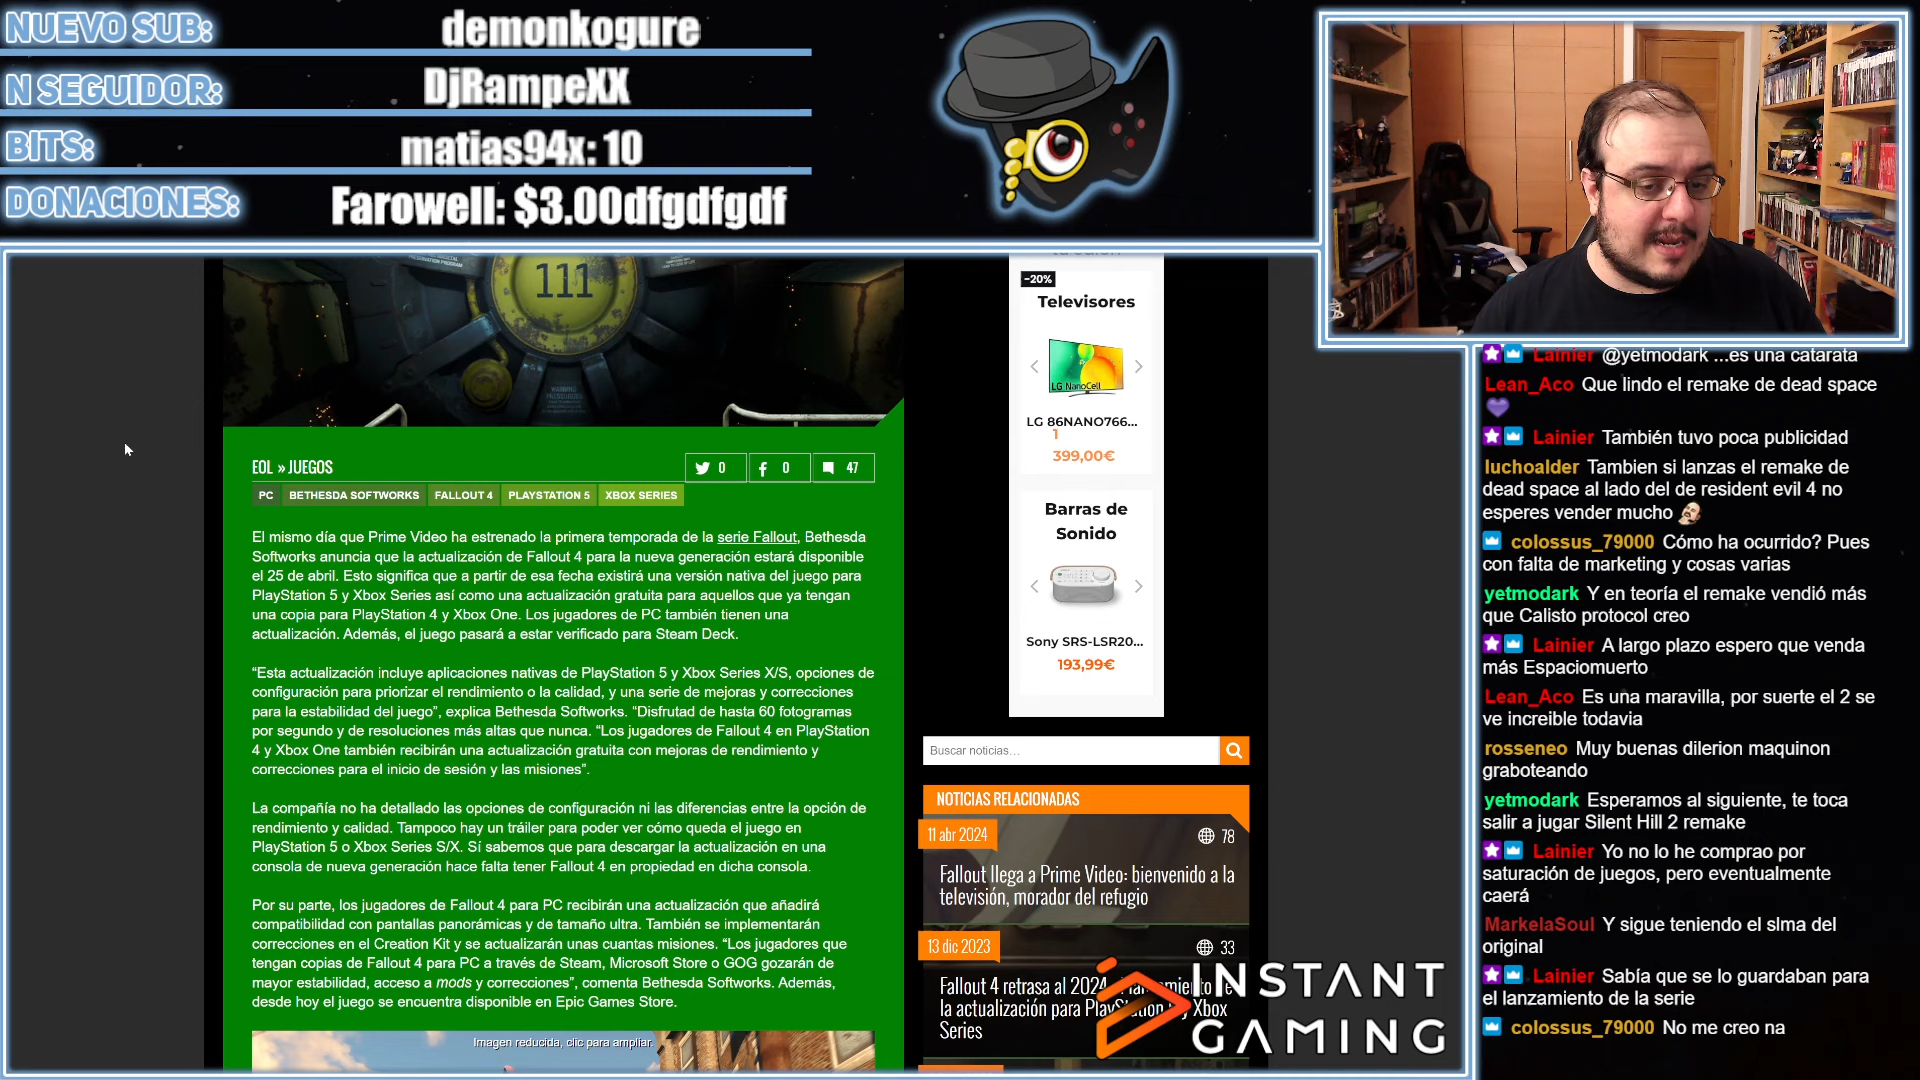 NUEVO SUB:
demonkogure
N SEGUIDOR:
DjRampeXX
BITS:
matias94x: 10
DONACIONES:
Farowell: $3.00dfgdfgdf
111
EOL » JUEGOS
0
0
47
PC
BETHESDA SOFTWORKS
FALLOUT 4
PLAYSTATION 5
XBOX SERIES
El mismo día que Prime Video ha estrenado la primera temporada de la serie Fallout, Bethesda
Softworks anuncia que la actualización de Fallout 4 para la nueva generación estará disponible
el 25 de abril. Esto significa que a partir de esa fecha existirá una versión nativa del juego para
PlayStation 5 y Xbox Series así como una actualización gratuita para aquellos que ya tengan
una copia para PlayStation 4 y Xbox One. Los jugadores de PC también tienen una
actualización. Además, el juego pasará a estar verificado para Steam Deck.
“Esta actualización incluye aplicaciones nativas de PlayStation 5 y Xbox Series X/S, opciones de
configuración para priorizar el rendimiento o la calidad, y una serie de mejoras y correcciones
para la estabilidad del juego”, explica Bethesda Softworks. “Disfrutad de hasta 60 fotogramas
por segundo y de resoluciones más altas que nunca. “Los jugadores de Fallout 4 en PlayStation
4 y Xbox One también recibirán una actualización gratuita con mejoras de rendimiento y
correcciones para el inicio de sesión y las misiones”.
La compañía no ha detallado las opciones de configuración ni las diferencias entre la opción de
rendimiento y calidad. Tampoco hay un tráiler para poder ver cómo queda el juego en
PlayStation 5 o Xbox Series S/X. Sí sabemos que para descargar la actualización en una
consola de nueva generación hace falta tener Fallout 4 en propiedad en dicha consola.
Por su parte, los jugadores de Fallout 4 para PC recibirán una actualización que añadirá
compatibilidad con pantallas panorámicas y de tamaño ultra. También se implementarán
correcciones en el Creation Kit y se actualizarán unas cuantas misiones. “Los jugadores que
tengan copias de Fallout 4 para PC a través de Steam, Microsoft Store o GOG gozarán de
mayor estabilidad, acceso a mods y correcciones”, comenta Bethesda Softworks. Además,
desde hoy el juego se encuentra disponible en Epic Games Store.
Imagen reducida, clic para ampliar.
-20%
Televisores
LG NanoCell
LG 86NANO766...
1
399,00€
Barras de
Sonido
Sony SRS-LSR20...
193,99€
Buscar noticias...
NOTICIAS RELACIONADAS
11 abr 2024
78
Fallout llega a Prime Video: bienvenido a la
televisión, morador del refugio
13 dic 2023
33
Fallout 4 retrasa al 2024
la actualización para
Xbox
Series
INSTANT
GAMING
Lainier @yetmodark ...es una catarata
Lean_Aco Que lindo el remake de dead space
Lainier También tuvo poca publicidad
luchoalder Tambien si lanzas el remake de
dead space al lado del de resident evil 4 no
esperes vender mucho
colossus_79000 Cómo ha ocurrido? Pues
con falta de marketing y cosas varias
yetmodark Y en teoría el remake vendió más
que Calisto protocol creo
Lainier A largo plazo espero que venda
más Espaciomuerto
Lean_Aco Es una maravilla, por suerte el 2 se
ve increible todavia
rosseneo Muy buenas dilerion maquinon
graboteando
yetmodark Esperamos al siguiente, te toca
salir a jugar Silent Hill 2 remake
Lainier Yo no lo he comprao por
saturación de juegos, pero eventualmente
caerá
MarkelaSoul Y sigue teniendo el slma del
original
Lainier Sabía que se lo guardaban para
el lanzamiento de la serie
colossus_79000 No me creo na